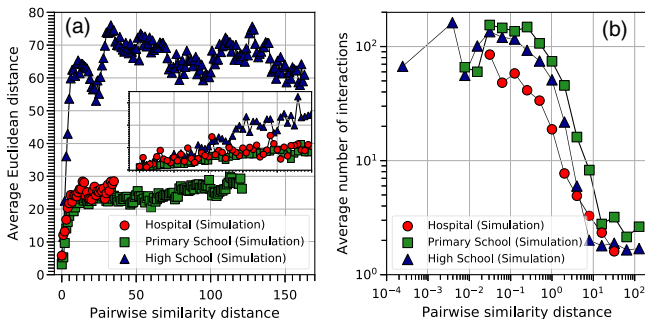 (a)
Average Euclidean distance
80
70
60
50
40
30
20
10
0
0 50 100 150
Pairwise similarity distance
Hospital (Simulation)
Primary School (Simulation)
High School (Simulation)
(b)
Average number of interactions
10²
10¹
10⁰
10⁻⁴ 10⁻³ 10⁻² 10⁻¹ 10⁰ 10¹ 10²
Pairwise similarity distance
Hospital (Simulation)
Primary School (Simulation)
High School (Simulation)